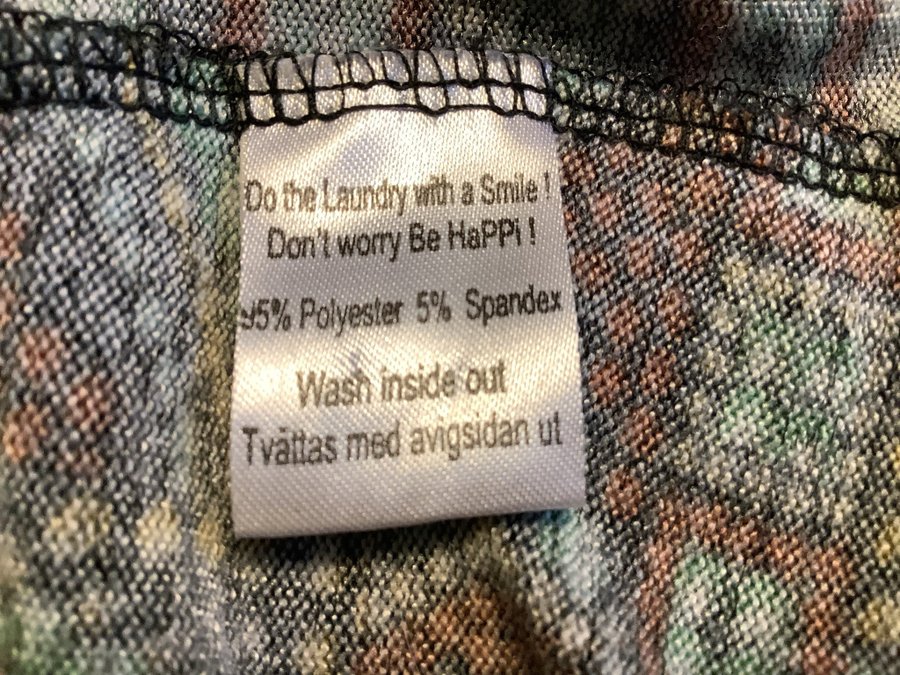 Do the Laundry with a Smile !
Don't worry Be HaPPi !
95% Polyester 5% Spandex
Wash inside out
Tvättas med avigsidan ut